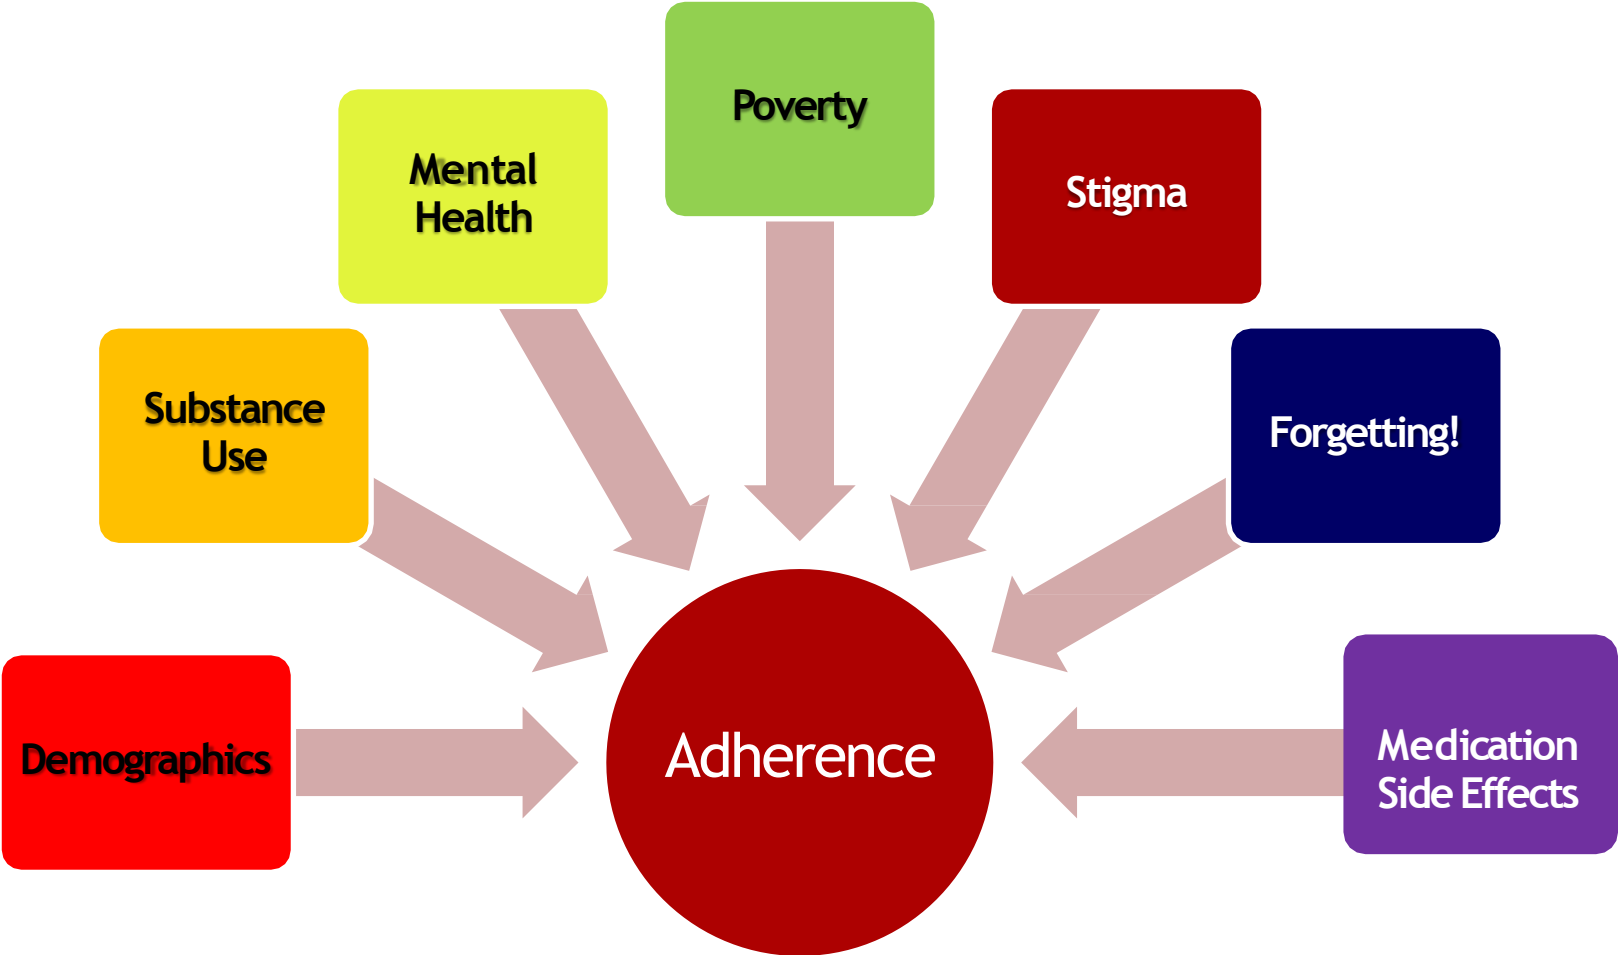 Poverty
Mental
Health
Stigma
Substance
Use
Forgetting!
Demographics
Adherence
Medication
Side Effects